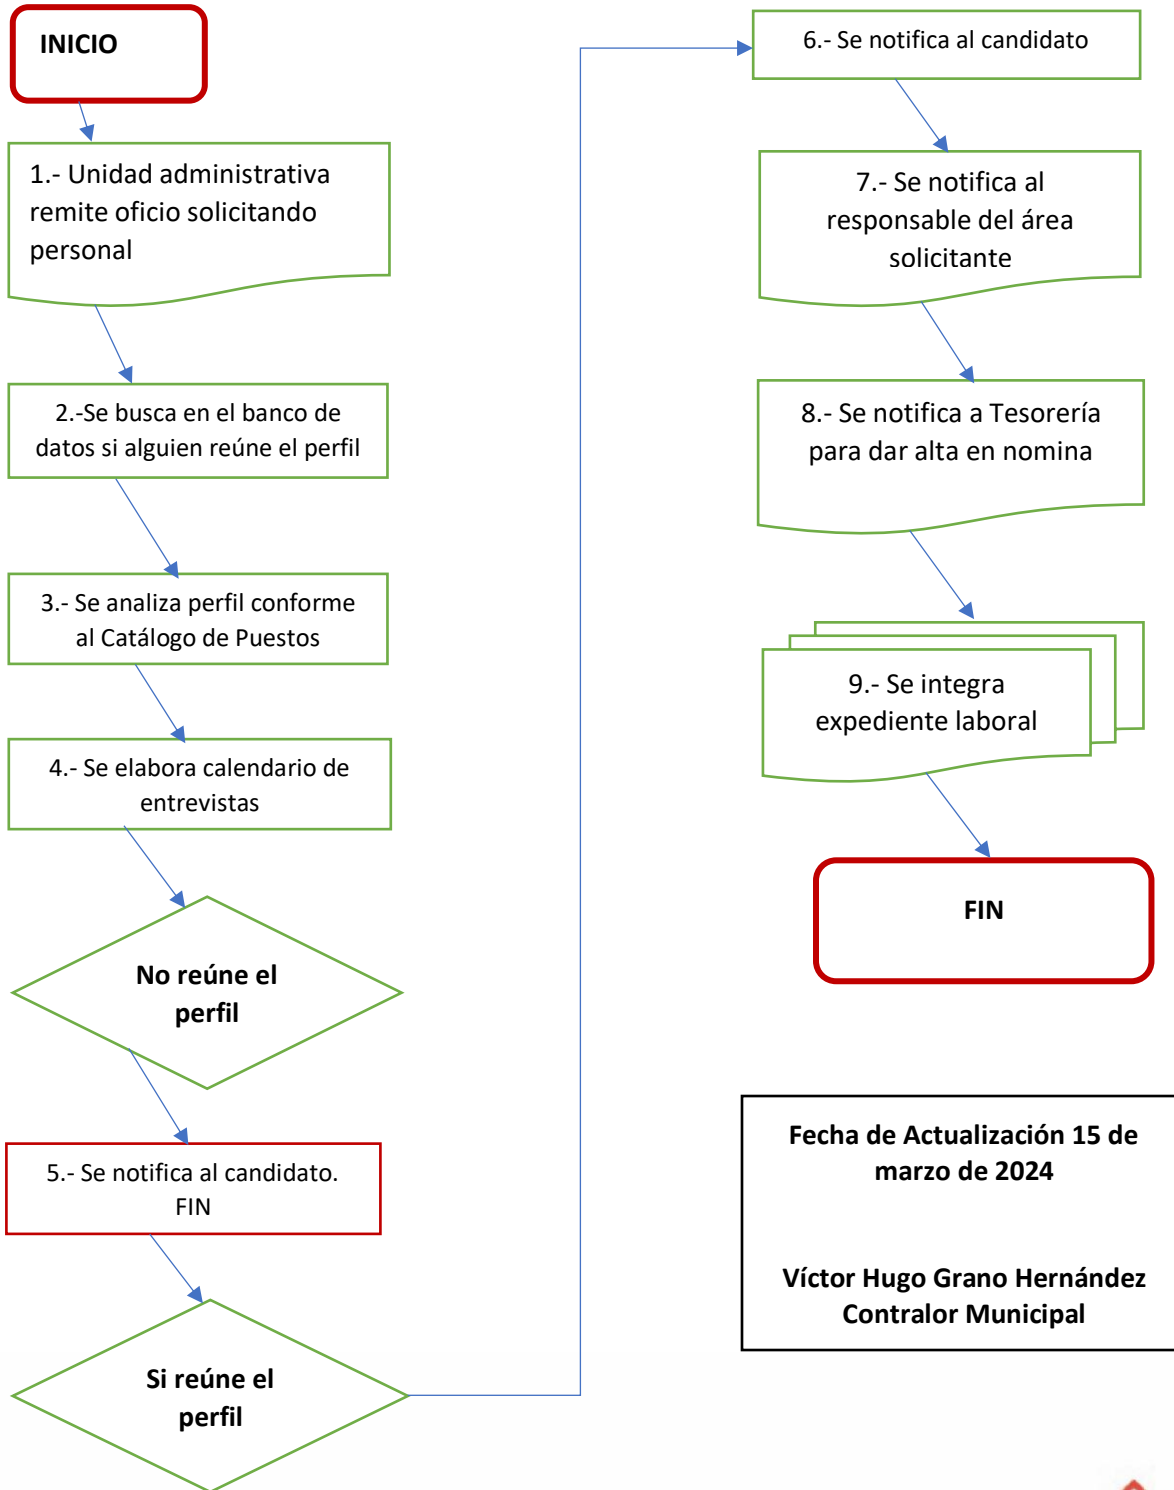 INICIO
1.- Unidad administrativa
remite oficio solicitando
personal
2.-Se busca en el banco de
datos si alguien reúne el perfil
3.- Se analiza perfil conforme
al Catálogo de Puestos
4.- Se elabora calendario de
entrevistas
No reúne el
perfil
5.- Se notifica al candidato.
FIN
Si reúne el
perfil
6.- Se notifica al candidato
7.- Se notifica al
responsable del área
solicitante
8.- Se notifica a Tesorería
para dar alta en nomina
9.- Se integra
expediente laboral
FIN
Fecha de Actualización 15 de
marzo de 2024
Víctor Hugo Grano Hernández
Contralor Municipal